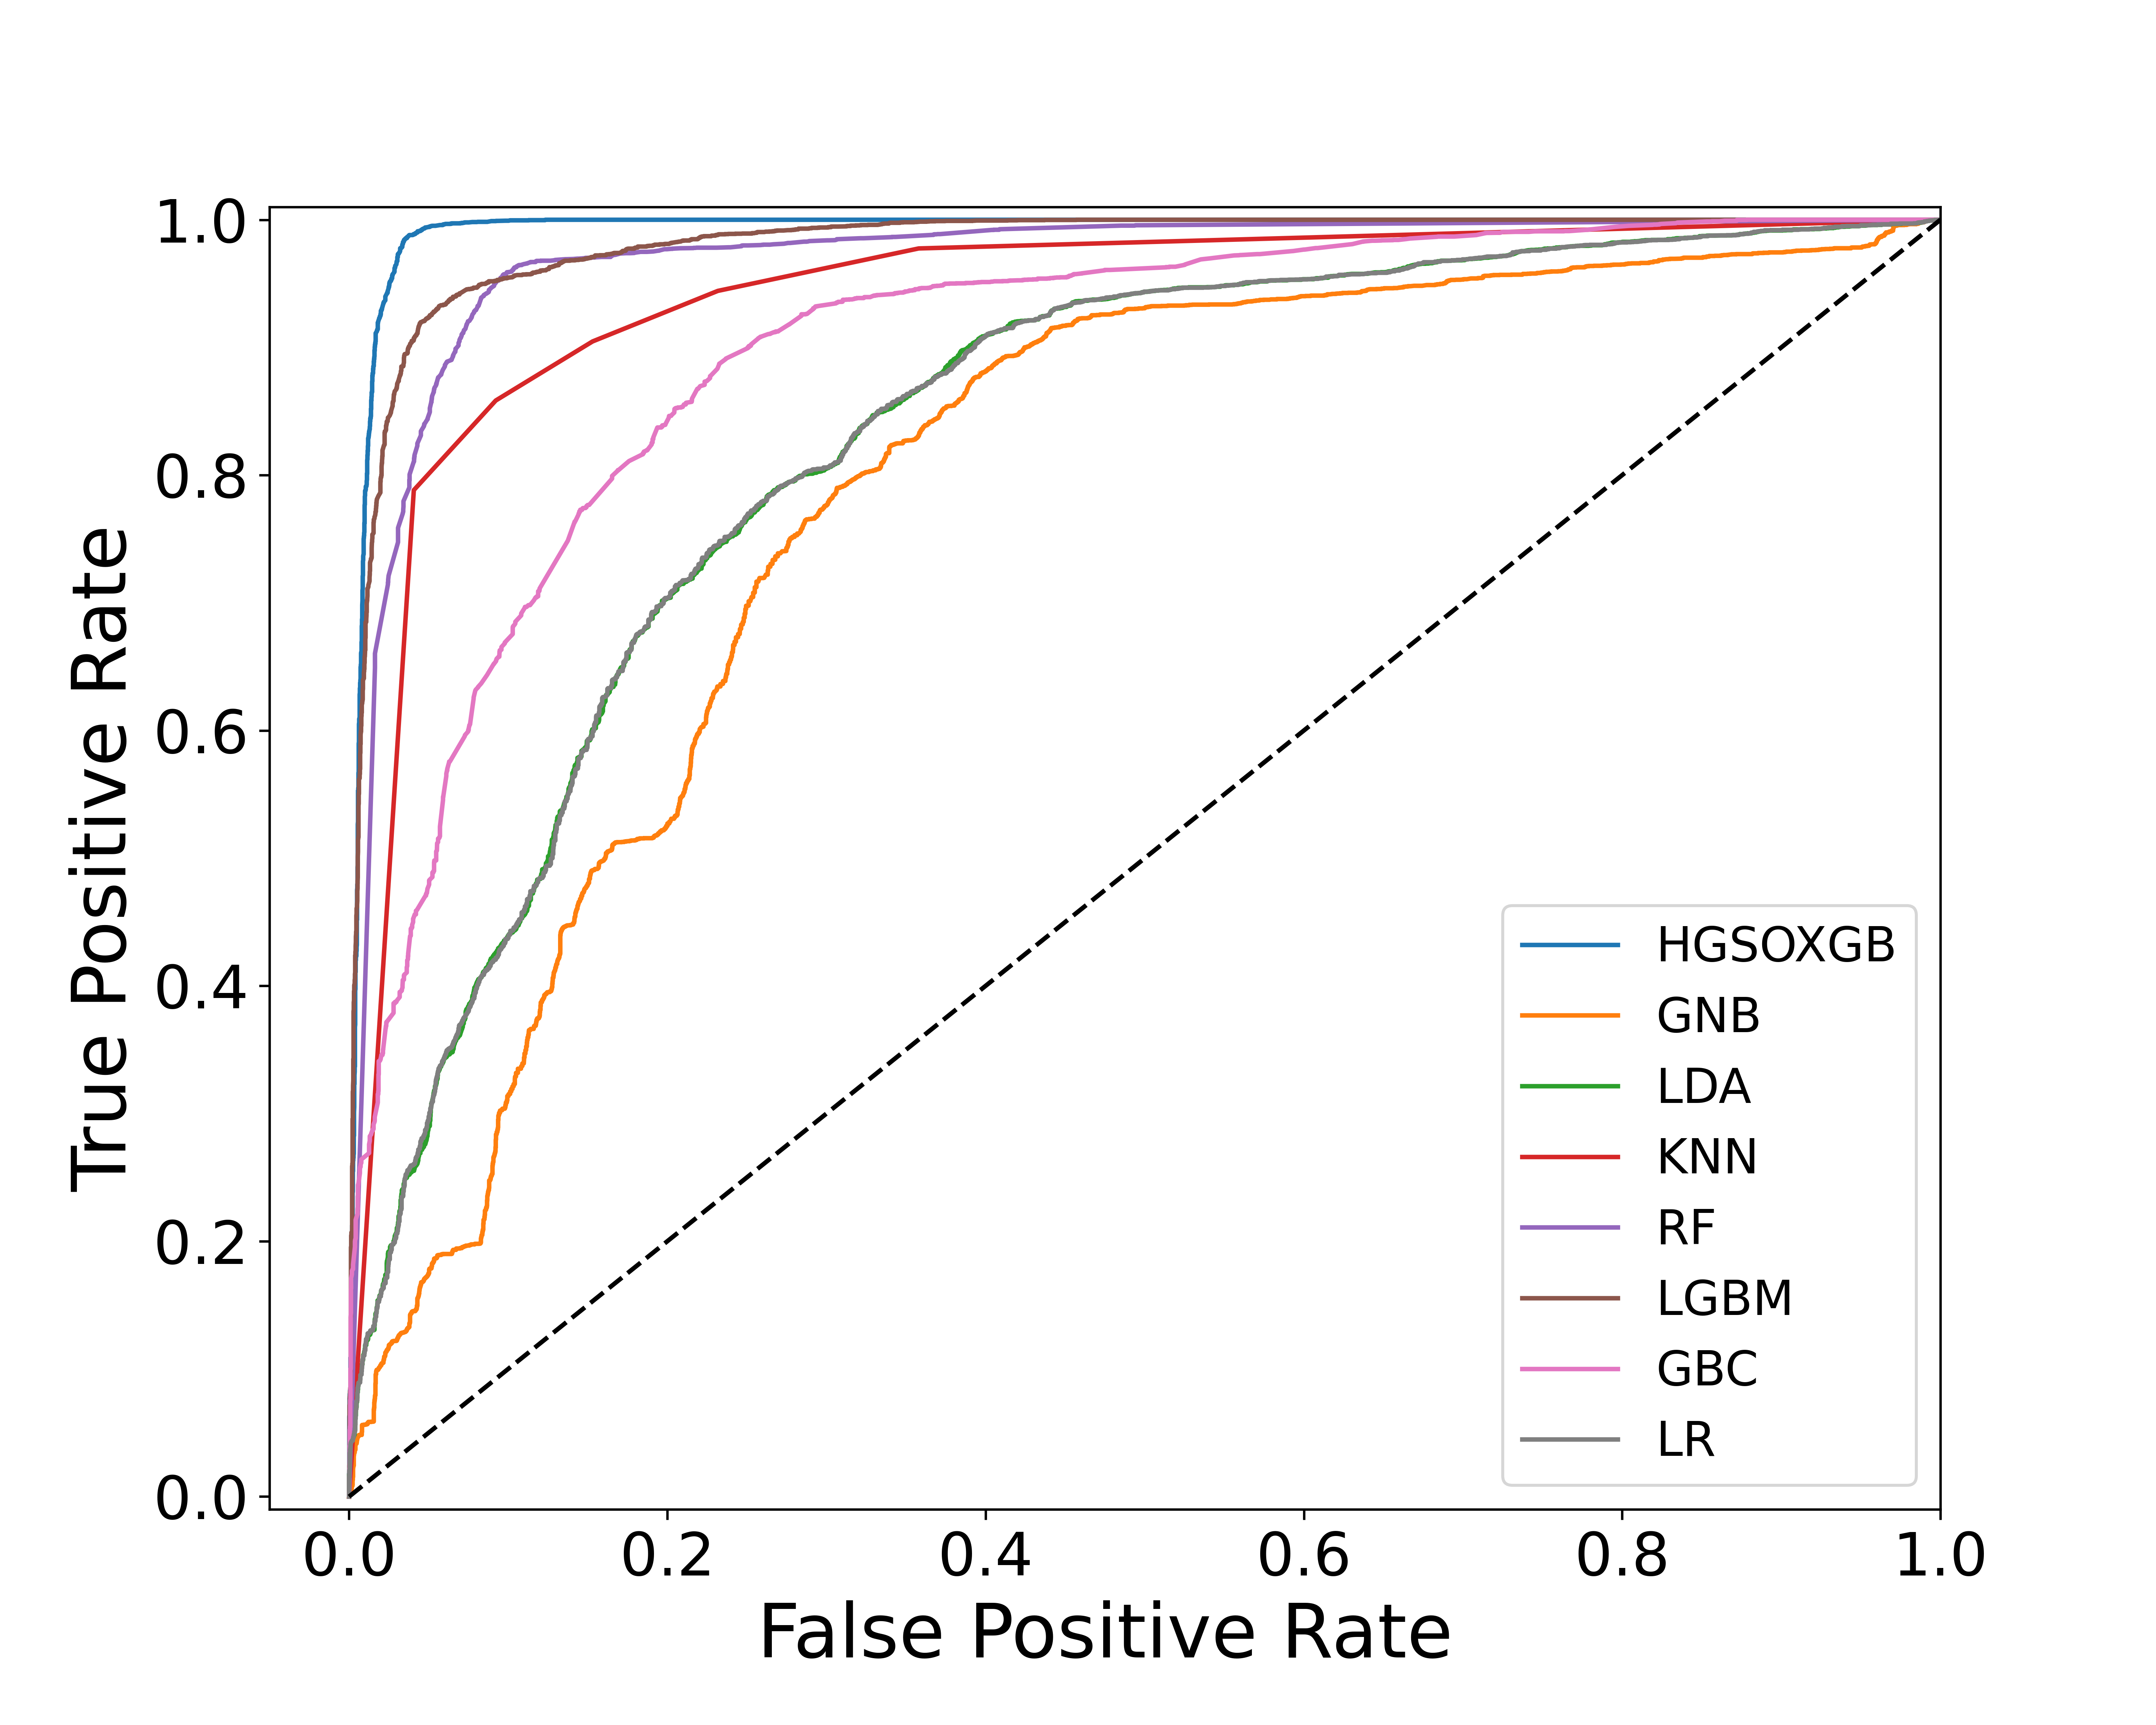 1.0
0.8
0.6
0.4
0.2
0.0
True Positive Rate
0.0 0.2 0.4 0.6 0.8 1.0
False Positive Rate
HGSOXGB
GNB
LDA
KNN
RF
LGBM
GBC
LR